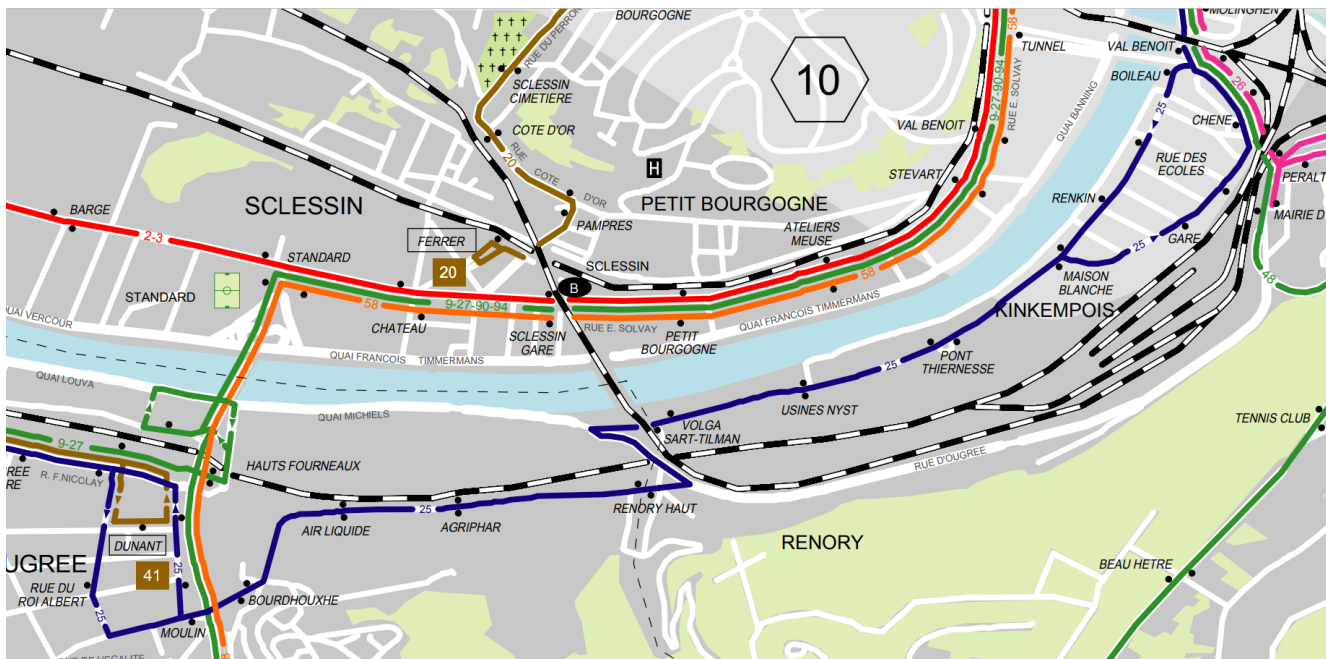 BOURGOGNE
MOLINGHEN
RUE DU PERRON
10
58
TUNNEL
VAL BENOIT
BOILEAU
26
SCLESSIN
CIMETIERE
9-27-90-94
RUE E. SOLVAY
QUAI BANNING
25
CHENE
COTE D'OR
VAL BENOIT
20
RUE
COTE
D'OR
H
RUE DES
ECOLES
PERALT
STEVART
RENKIN
SCLESSIN
PETIT BOURGOGNE
BARGE
2-3
PAMPRES
ATELIERS
MEUSE
MAIRIE D
FERRER
20
GARE
25
STANDARD
SCLESSIN
B
58
MAISON
BLANCHE
48
STANDARD
58
9-27-90-94
CHATEAU
SCLESSIN
GARE
RUE E. SOLVAY
PETIT
BOURGOGNE
QUAI FRANCOIS TIMMERMANS
KINKEMPOIS
QUAI VERCOUR
QUAI FRANCOIS TIMMERMANS
25
PONT
THIERNESSE
QUAI LOUVA
QUAI MICHIELS
USINES NYST
VOLGA
SART-TILMAN
TENNIS CLUB
9-27
HAUTS FOURNEAUX
RUE D'OUGREE
REE
RE
R. F.NICOLAY
RENORY HAUT
AIR LIQUIDE
25
AGRIPHAR
DUNANT
41
RENORY
UGREE
RUE DU
ROI ALBERT
25
25
BEAU HETRE
BOURDHOUXHE
MOULIN
RUE DE L'EGALITE